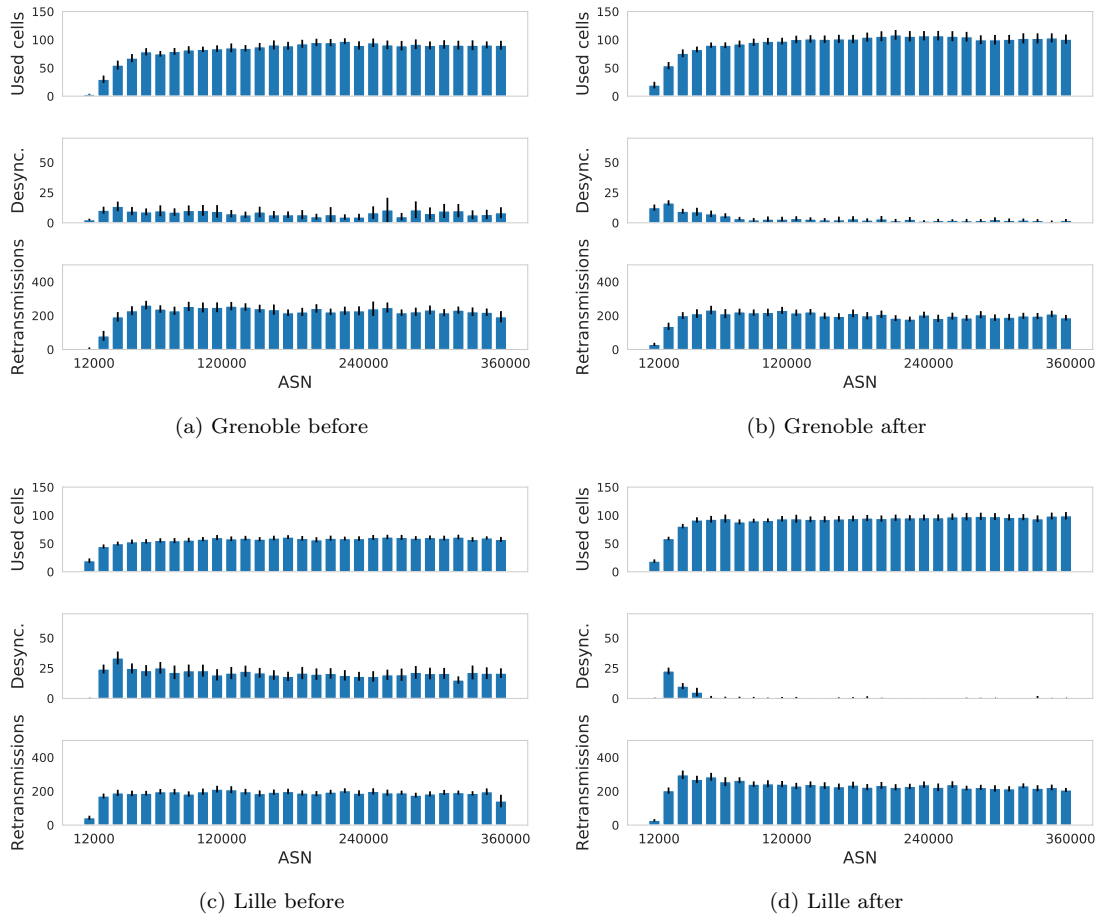 Used cells
150
100
50
0
Desync.
50
25
0
Retransmissions
400
200
0
12000 120000 240000 360000
ASN
(a) Grenoble before
Used cells
150
100
50
0
Desync.
50
25
0
Retransmissions
400
200
0
12000 120000 240000 360000
ASN
(b) Grenoble after
Used cells
150
100
50
0
Desync.
50
25
0
Retransmissions
400
200
0
12000 120000 240000 360000
ASN
(c) Lille before
Used cells
150
100
50
0
Desync.
50
25
0
Retransmissions
400
200
0
12000 120000 240000 360000
ASN
(d) Lille after